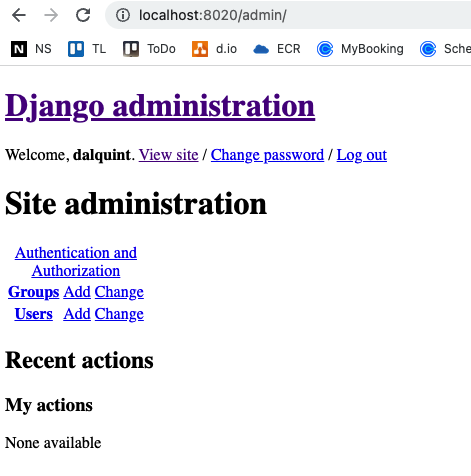 localhost:8020/admin/
N NS TL ToDo d.io ECR MyBooking Sche
Django administration
Welcome, dalquint. View site / Change password / Log out
Site administration
Authentication and
Authorization
Groups Add Change
Users Add Change
Recent actions
My actions
None available